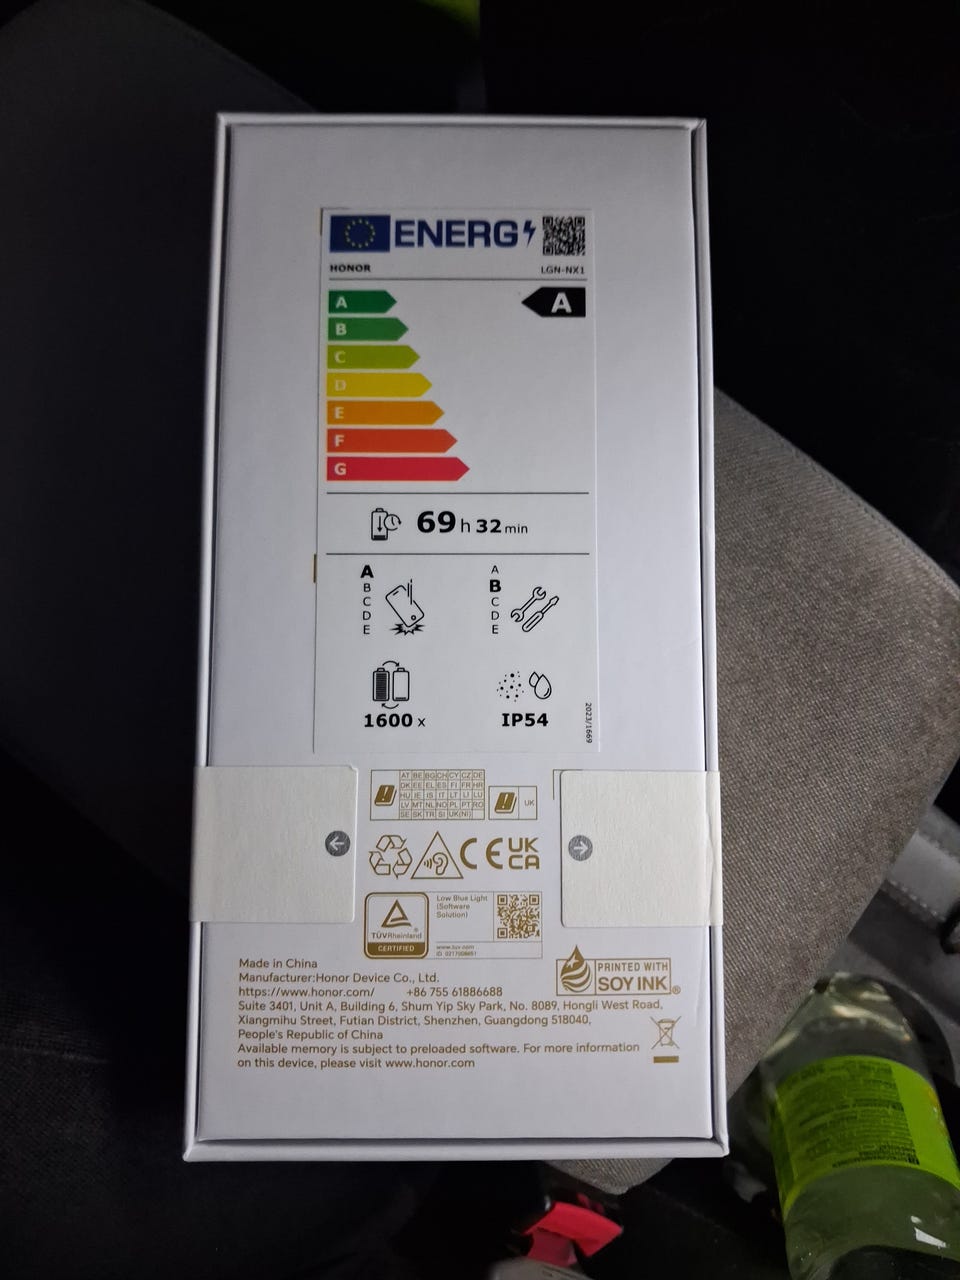 ENERG
HONOR LGN-NX1
A A
B
C
D
E
F
G
69 h 32 min
A A
B B
C C
D D
E E
1600 x IP54
2023/1669
AT BE BG CH CY CZ DE
DK EE EL ES FI FR HR
HU IE IS IT LT LI LU
LV MT NL NO PL PT RO
SE SK TR SI UK(NI)
UK
CE UK
CA
TÜVRheinland
CERTIFIED
Low Blue Light
(Software
Solution)
www.tuv.com
PRINTED WITH
SOY INK®
Made in China
Manufacturer:Honor Device Co., Ltd.
https://www.honor.com/ +86 755 61886688
Suite 3401, Unit A, Building 6, Shum Yip Sky Park, No. 8089, Hongli West Road,
Xiangmihu Street, Futian District, Shenzhen, Guangdong 518040,
People's Republic of China
Available memory is subject to preloaded software. For more information
on this device, please visit www.honor.com